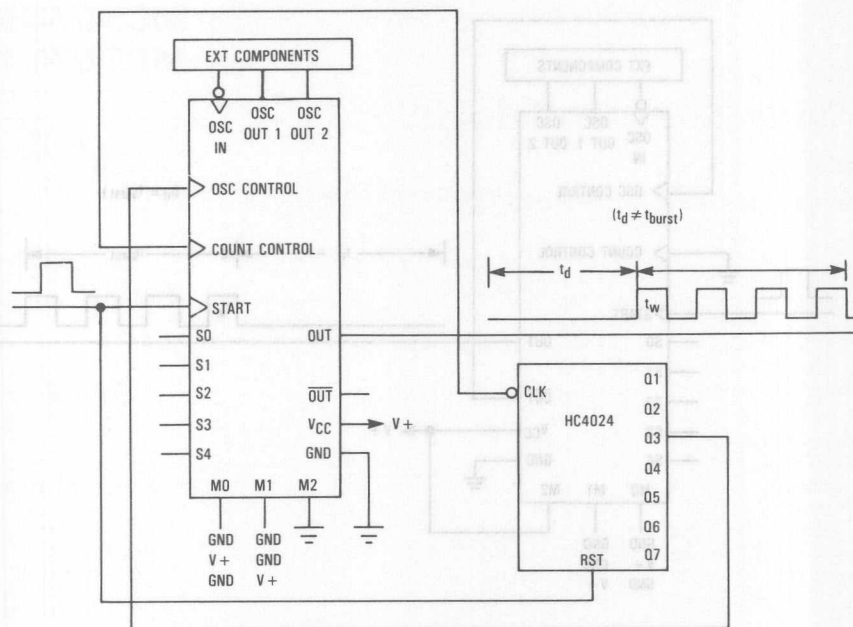 EXT COMPONENTS
OSC IN
OSC OUT 1
OSC OUT 2
OSC CONTROL
COUNT CONTROL
START
S0
S1
S2
S3
S4
OUT
OUT
VCC
V+
GND
M0
M1
M2
GND
V+
GND
GND
GND
V+
(td ≠ tburst)
td
tw
CLK
HC4024
RST
Q1
Q2
Q3
Q4
Q5
Q6
Q7